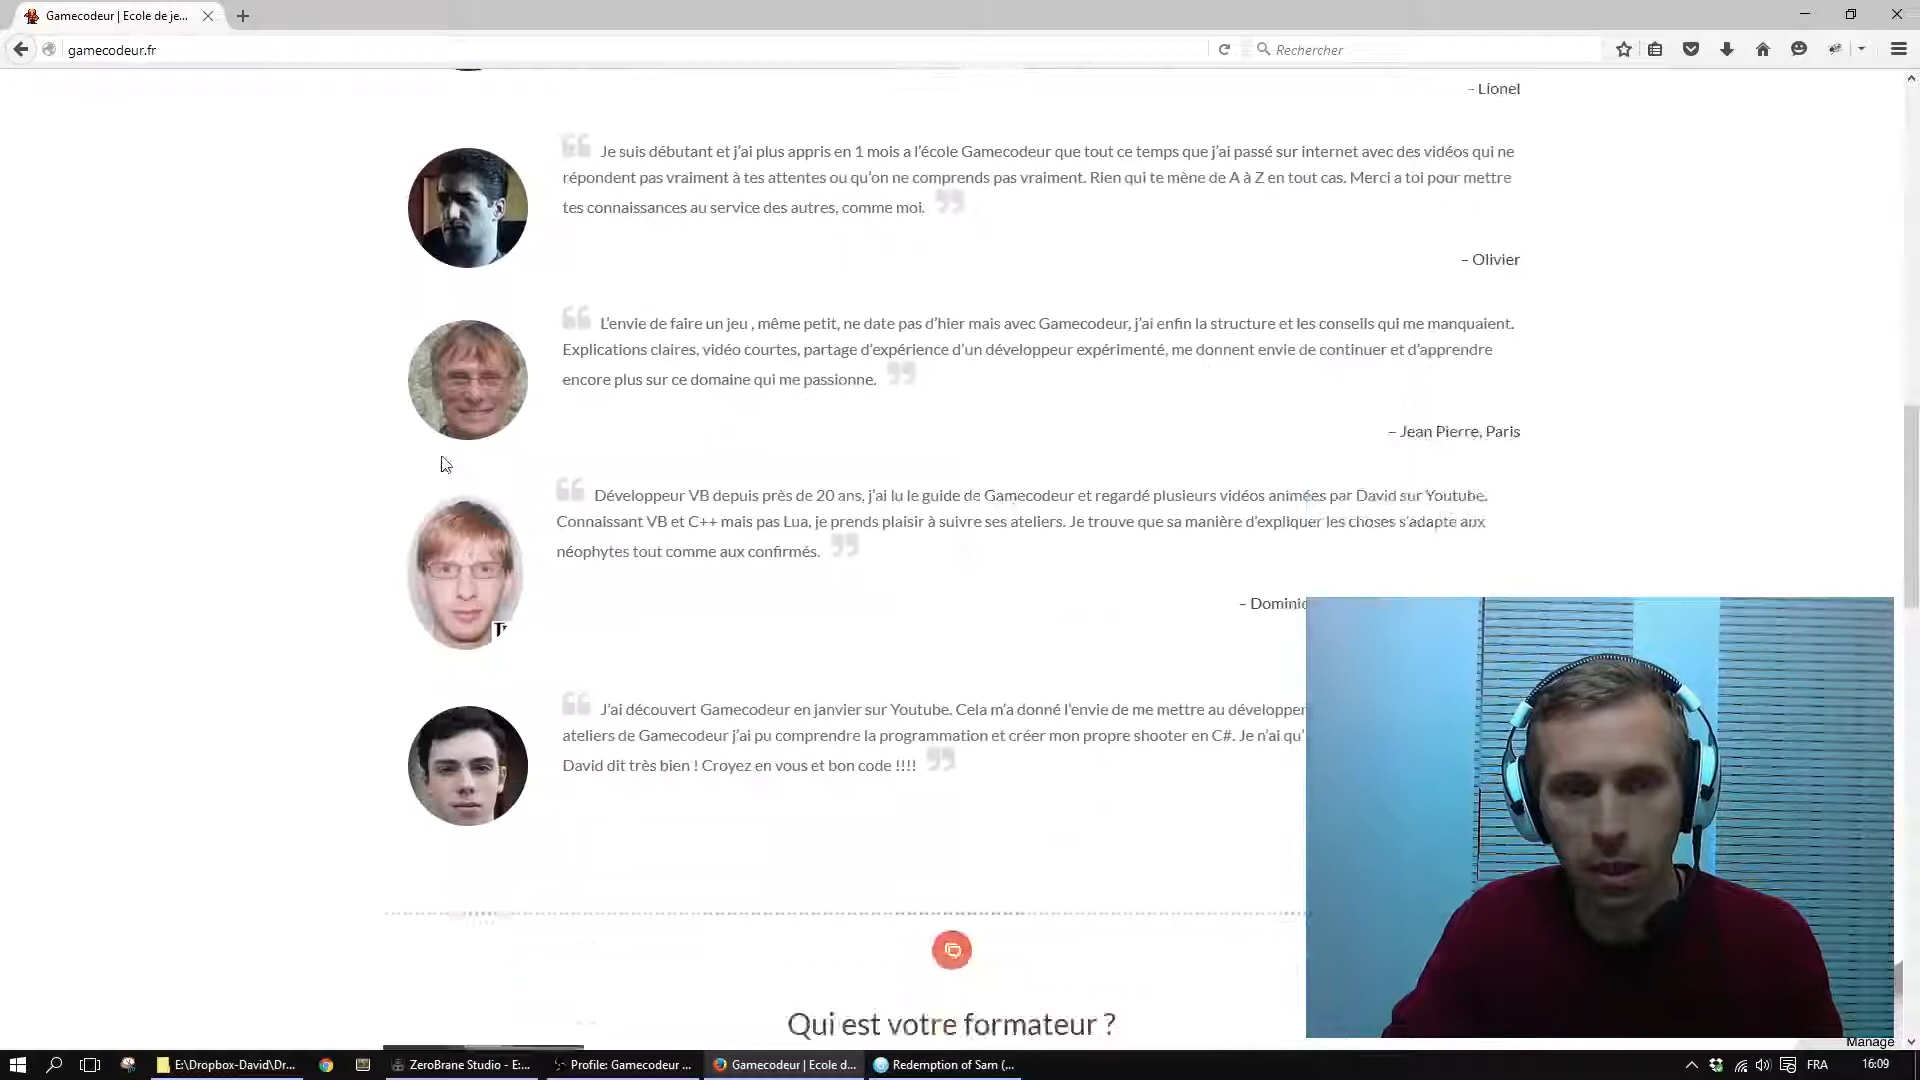 Gamecodeur | Ecole de je...
gamecodeur.fr
Rechercher
– Lionel
Je suis débutant et j’ai plus appris en 1 mois a l’école Gamecodeur que tout ce temps que j’ai passé sur internet avec des vidéos qui ne
répondent pas vraiment à tes attentes ou qu’on ne comprends pas vraiment. Rien qui te mène de A à Z en tout cas. Merci a toi pour mettre
tes connaissances au service des autres, comme moi.
– Olivier
L’envie de faire un jeu , même petit, ne date pas d’hier mais avec Gamecodeur, j’ai enfin la structure et les conseils qui me manquaient.
Explications claires, vidéo courtes, partage d’expérience d’un développeur expérimenté, me donnent envie de continuer et d’apprendre
encore plus sur ce domaine qui me passionne.
– Jean Pierre, Paris
Développeur VB depuis près de 20 ans, j’ai lu le guide de Gamecodeur et regardé plusieurs vidéos animées par David sur Youtube.
Connaissant VB et C++ mais pas Lua, je prends plaisir à suivre ses ateliers. Je trouve que sa manière d’expliquer les choses s’adapte aux
néophytes tout comme aux confirmés.
– Dominic
J’ai découvert Gamecodeur en janvier sur Youtube. Cela m’a donné l’envie de me mettre au développer
ateliers de Gamecodeur j’ai pu comprendre la programmation et créer mon propre shooter en C#. Je n’ai qu’
David dit très bien ! Croyez en vous et bon code !!!!
Qui est votre formateur ?
Manage
E:\Dropbox-David\Dr...
ZeroBrane Studio - E:...
Profile: Gamecodeur ...
Gamecodeur | Ecole d...
Redemption of Sam (...
FRA
16:09